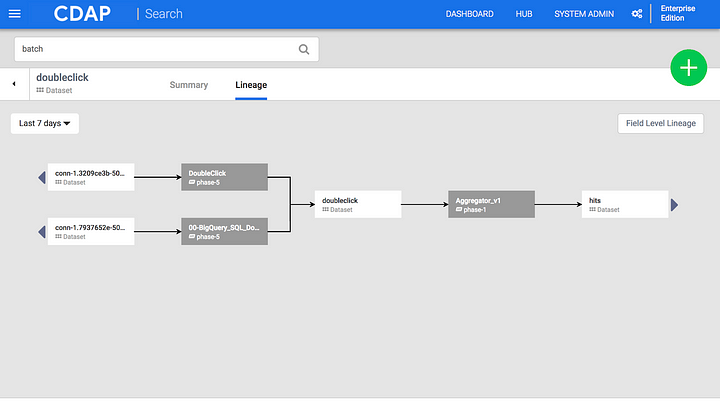 CDAP | Search
DASHBOARD
HUB
SYSTEM ADMIN
Enterprise
Edition
batch
doubleclick
Dataset
Summary
Lineage
Last 7 days
Field Level Lineage
conn-1.3209ce3b-50...
Dataset
DoubleClick
phase-5
doubleclick
Dataset
Aggregator_v1
phase-1
hits
Dataset
conn-1.7937652e-50...
Dataset
00-BigQuery_SQL_Do...
phase-5